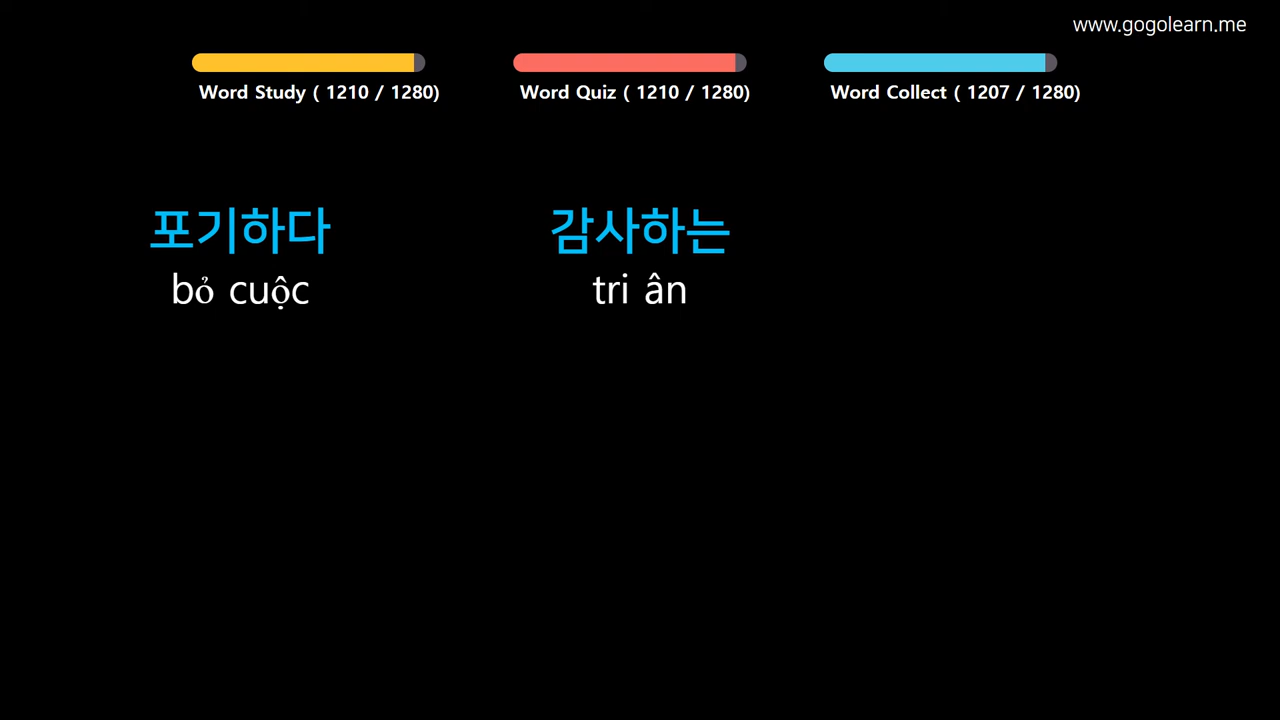 www.gogolearn.me
Word Study ( 1210 / 1280)
Word Quiz ( 1210 / 1280)
Word Collect ( 1207 / 1280)
포기하다
bỏ cuộc
감사하는
tri ân